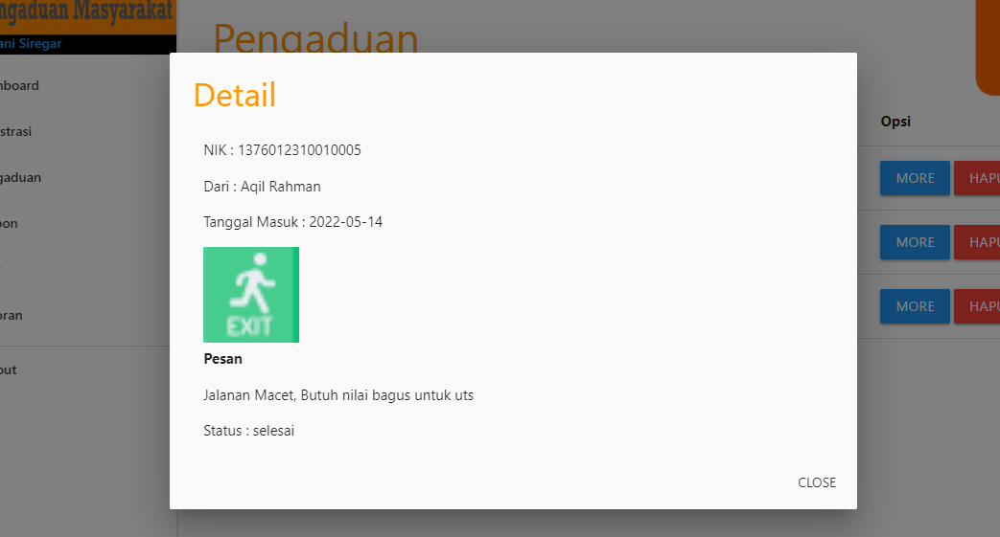 ngaduan Masyarakat
ani Siregar
Pengaduan
nboard
strasi
gaduan
pon
oran
out
Opsi
MORE
HAPU
MORE
HAPU
MORE
HAPU
Detail
NIK : 1376012310010005
Dari : Aqil Rahman
Tanggal Masuk : 2022-05-14
EXIT
Pesan
Jalanan Macet, Butuh nilai bagus untuk uts
Status : selesai
CLOSE